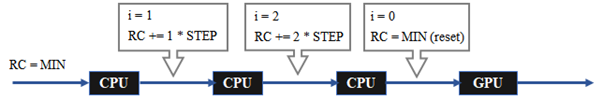 i = 1
RC += 1 * STEP
i = 2
RC += 2 * STEP
i = 0
RC = MIN (reset)
RC = MIN
CPU
CPU
CPU
GPU